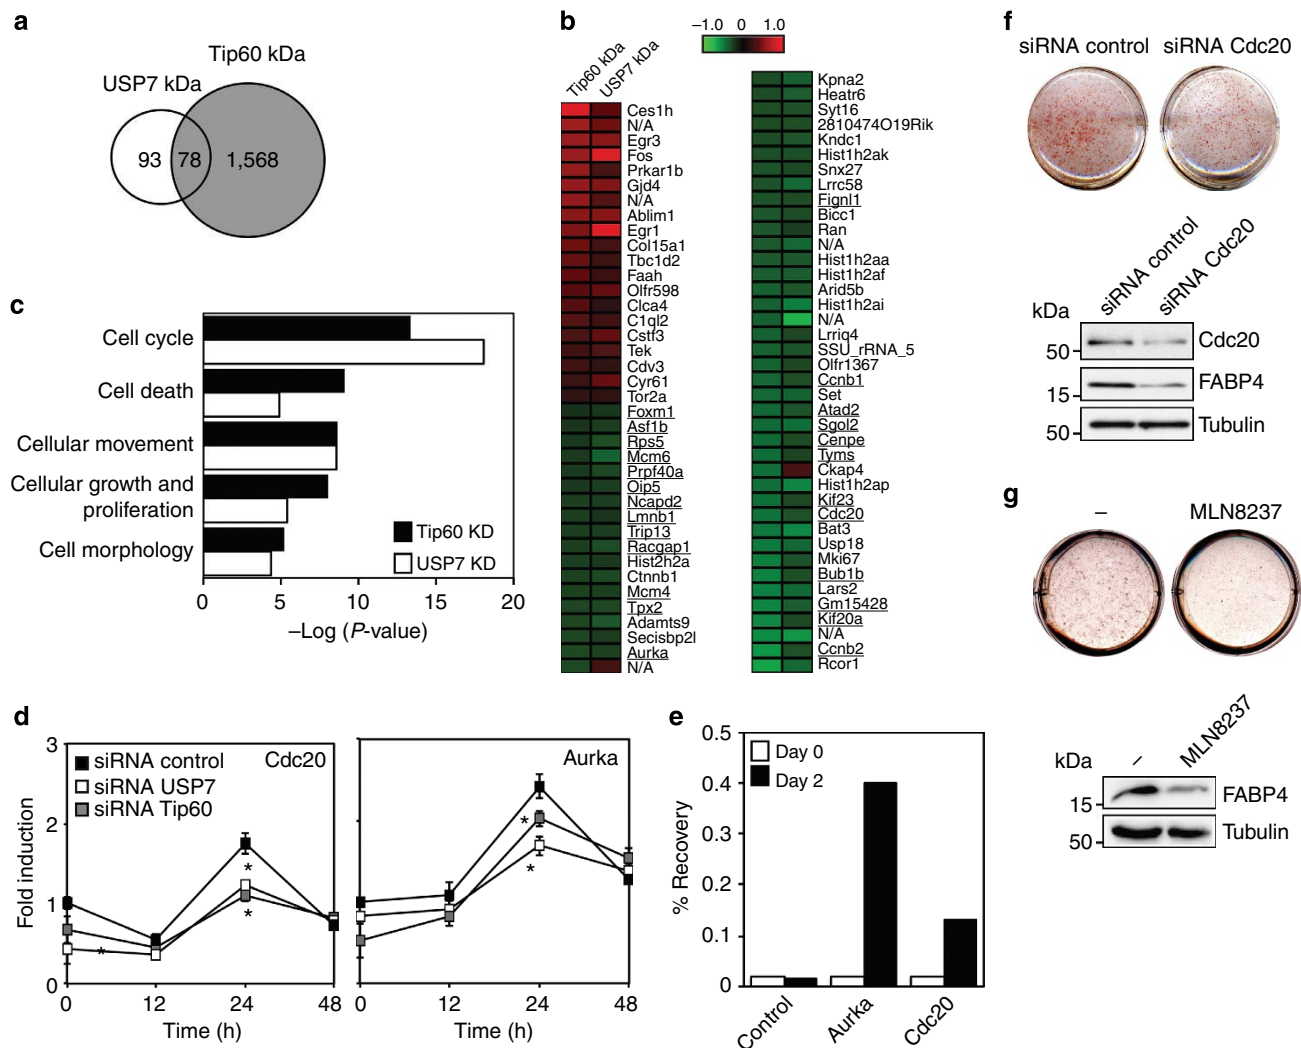 a
Tip60 kDa
USP7 kDa
93 78 1,568
b
–1.0 0 1.0
Tip60 kDa
USP7 kDa
Ces1h
N/A
Egr3
Fos
Prkar1b
Gjd4
N/A
Ablim1
Egr1
Col15a1
Tbc1d2
Faah
Olfr598
Clca4
C1ql2
Cstf3
Tek
Cdv3
Cyr61
Tor2a
Foxm1
Asf1b
Rps5
Mcm6
Prpf40a
Oip5
Ncapd2
Lmnb1
Trip13
Racgap1
Hist2h2a
Ctnnb1
Mcm4
Tpx2
Adamts9
Secisbp2l
Aurka
N/A
Kpna2
Heatr6
Syt16
2810474O19Rik
Kndc1
Hist1h2ak
Snx27
Lrrc58
Fignl1
Bicc1
Ran
N/A
Hist1h2aa
Hist1h2af
Arid5b
Hist1h2ai
N/A
Lrriq4
SSU_rRNA_5
Olfr1367
Ccnb1
Set
Atad2
Sgol2
Cenpe
Tyms
Ckap4
Hist1h2ap
Kif23
Cdc20
Bat3
Usp18
Mki67
Bub1b
Lars2
Gm15428
Kif20a
N/A
Ccnb2
Rcor1
c
Cell cycle
Cell death
Cellular movement
Cellular growth and
proliferation
Cell morphology
Tip60 KD
USP7 KD
0 5 10 15 20
–Log (P-value)
d
Fold induction
3
2
1
0
siRNA control
siRNA USP7
siRNA Tip60
Cdc20
*
*
*
0 12 24 48
Time (h)
Aurka
*
*
0 12 24 48
Time (h)
e
% Recovery
0.5
0.4
0.3
0.2
0.1
0
Day 0
Day 2
Control
Aurka
Cdc20
f
siRNA control siRNA Cdc20
siRNA control
siRNA Cdc20
kDa
50 Cdc20
15 FABP4
50 Tubulin
g
– MLN8237
– MLN8237
kDa
15 FABP4
50 Tubulin